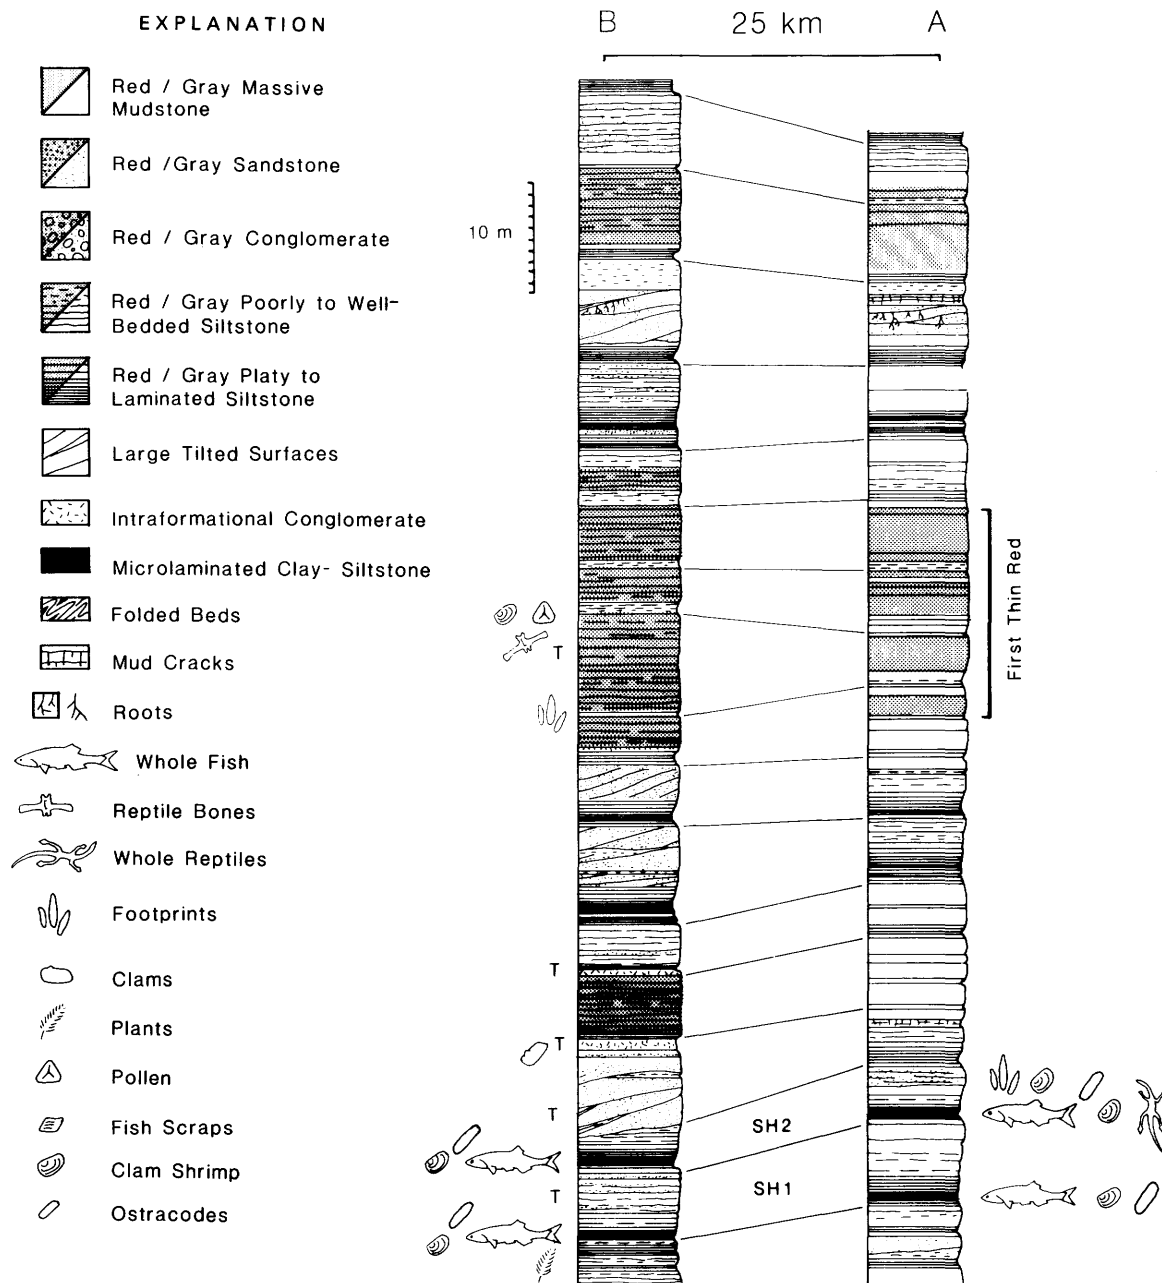 EXPLANATION
Red / Gray Massive
Mudstone
Red /Gray Sandstone
Red / Gray Conglomerate
Red / Gray Poorly to Well-
Bedded Siltstone
Red / Gray Platy to
Laminated Siltstone
Large Tilted Surfaces
Intraformational Conglomerate
Microlaminated Clay- Siltstone
Folded Beds
Mud Cracks
Roots
Whole Fish
Reptile Bones
Whole Reptiles
Footprints
Clams
Plants
Pollen
Fish Scraps
Clam Shrimp
Ostracodes
B
25 km
A
10 m
T
T
T
T
T
SH2
SH1
First Thin Red